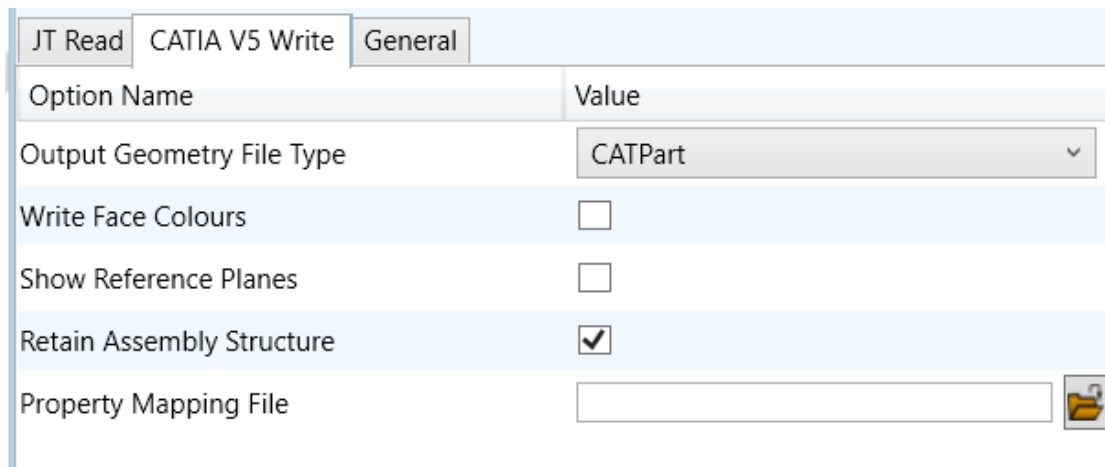 JT Read CATIA V5 Write General
Option Name Value
Output Geometry File Type CATPart
Write Face Colours
Show Reference Planes
Retain Assembly Structure
Property Mapping File